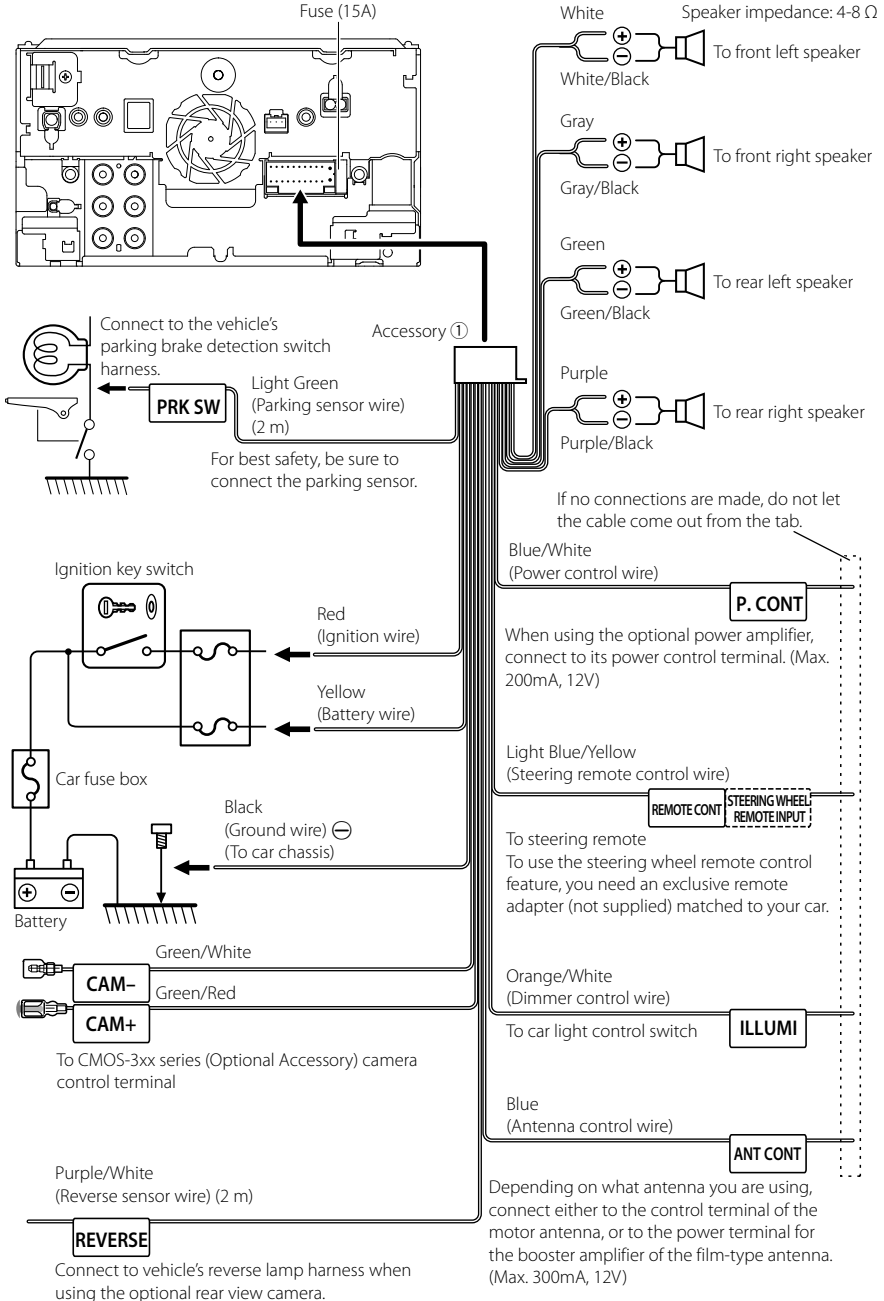 Fuse (15A)
White
Speaker impedance: 4-8 Ω
⊕
⊖
To front left speaker
White/Black
Gray
⊕
⊖
To front right speaker
Gray/Black
Green
⊕
⊖
To rear left speaker
Green/Black
Purple
⊕
⊖
To rear right speaker
Purple/Black
Accessory ①
Connect to the vehicle's
parking brake detection switch
harness.
PRK SW
Light Green
(Parking sensor wire)
(2 m)
For best safety, be sure to
connect the parking sensor.
If no connections are made, do not let
the cable come out from the tab.
Blue/White
(Power control wire)
P. CONT
When using the optional power amplifier,
connect to its power control terminal. (Max.
200mA, 12V)
Ignition key switch
Red
(Ignition wire)
Yellow
(Battery wire)
Car fuse box
Black
(Ground wire) ⊖
(To car chassis)
⊕ ⊖
Battery
Light Blue/Yellow
(Steering remote control wire)
REMOTE CONT
STEERING WHEEL
REMOTE INPUT
To steering remote
To use the steering wheel remote control
feature, you need an exclusive remote
adapter (not supplied) matched to your car.
Green/White
CAM–
Green/Red
CAM+
To CMOS-3xx series (Optional Accessory) camera
control terminal
Orange/White
(Dimmer control wire)
To car light control switch
ILLUMI
Blue
(Antenna control wire)
ANT CONT
Depending on what antenna you are using,
connect either to the control terminal of the
motor antenna, or to the power terminal for
the booster amplifier of the film-type antenna.
(Max. 300mA, 12V)
Purple/White
(Reverse sensor wire) (2 m)
REVERSE
Connect to vehicle's reverse lamp harness when
using the optional rear view camera.